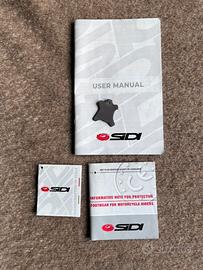 USER MANUAL
SIDI
SIDI
INFORMATIVE NOTE FOR PROTECTIVE
FOOTWEAR FOR MOTORCYCLE RIDERS
SIDI